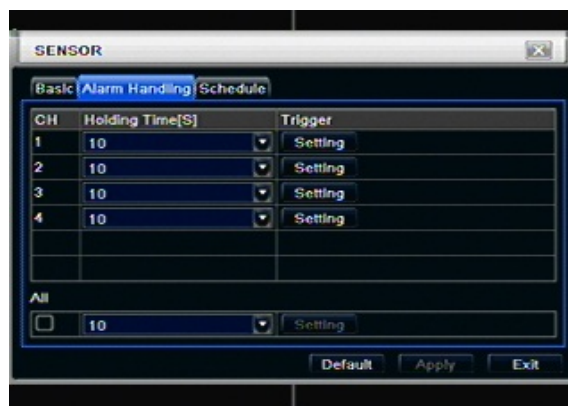 SENSOR
Basic Alarm Handling Schedule
CH Holding Time[S] Trigger
1 10 Setting
2 10 Setting
3 10 Setting
4 10 Setting
All
10 Setting
Default Apply Exit